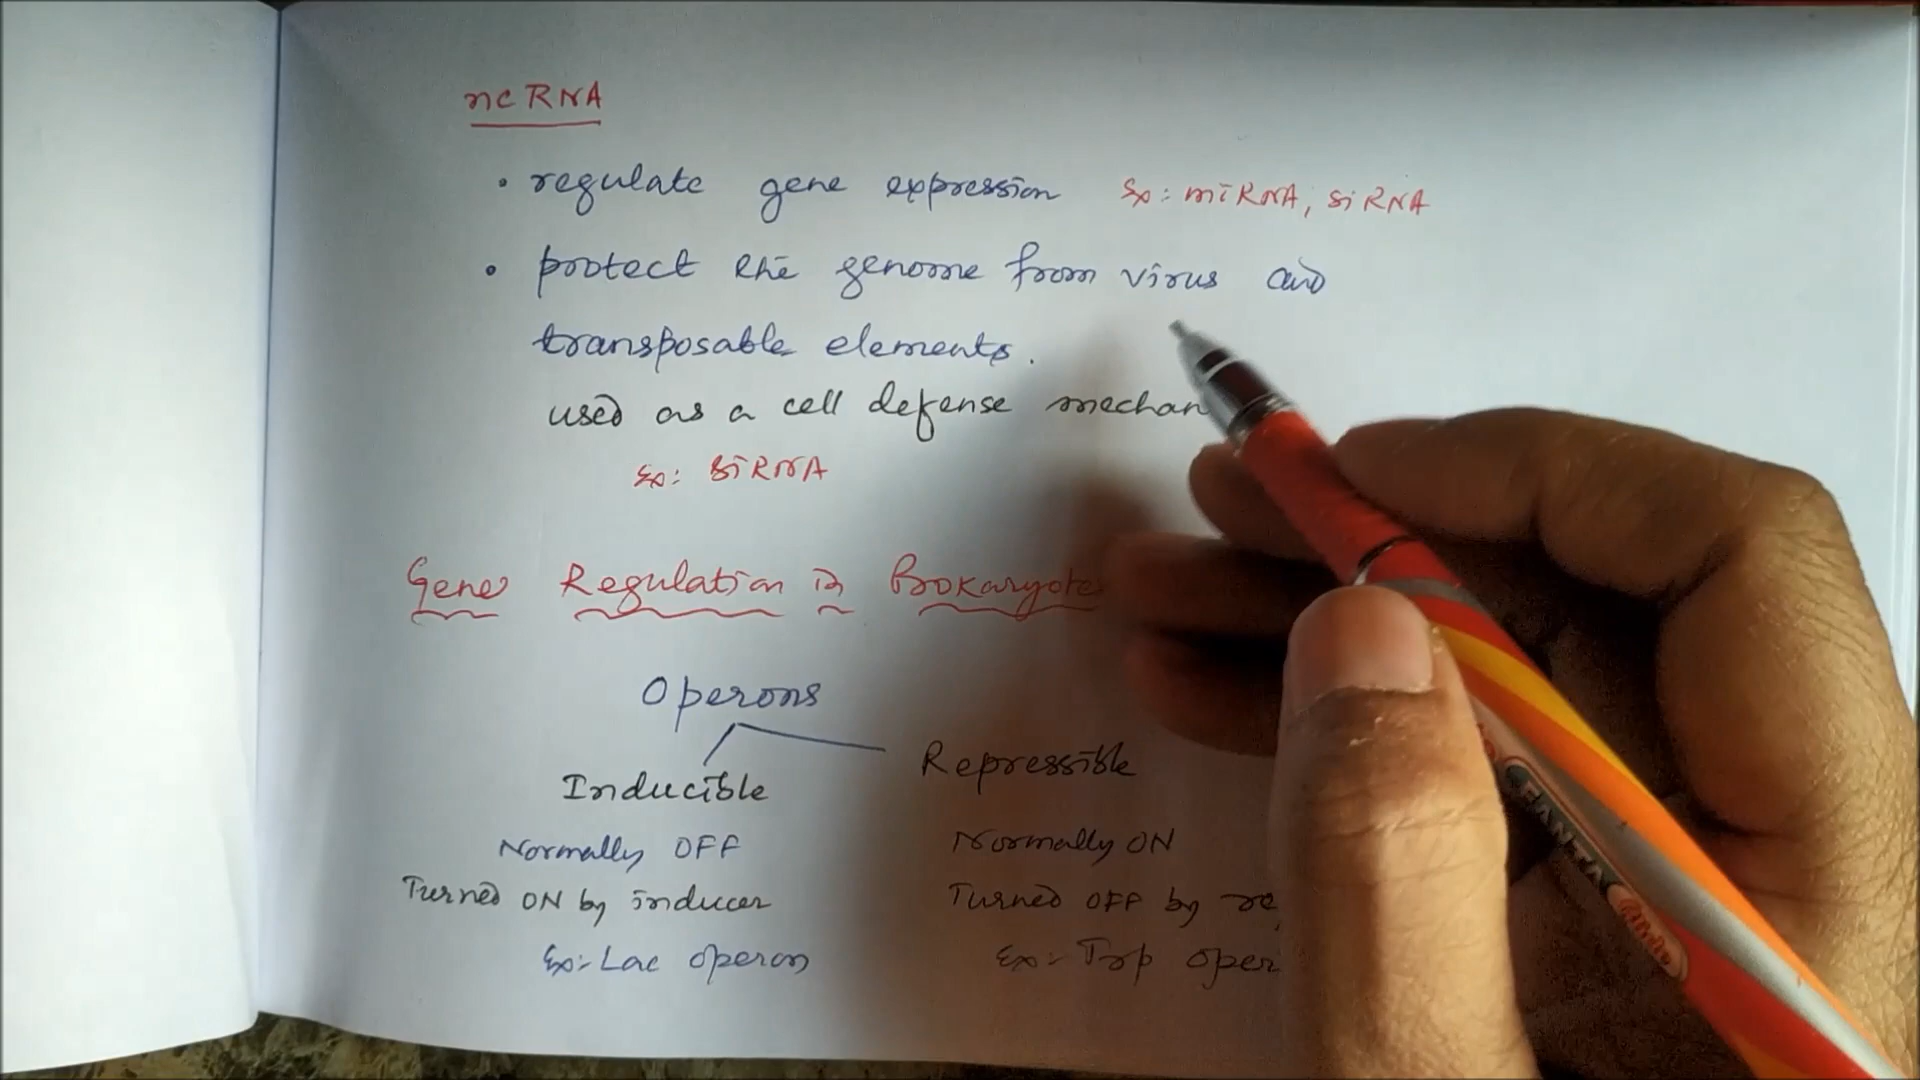 ncRNA
• regulate gene expression Ex: miRNA, siRNA
• protect the genome from virus and
transposable elements.
used as a cell defense mechan
Ex: siRNA
Gene Regulation in Prokaryotes
Operons
Inducible Repressible
Normally OFF Normally ON
Turned ON by inducer Turned OFF by re
Ex:- Lac operon Ex:- Trp oper
FANTA